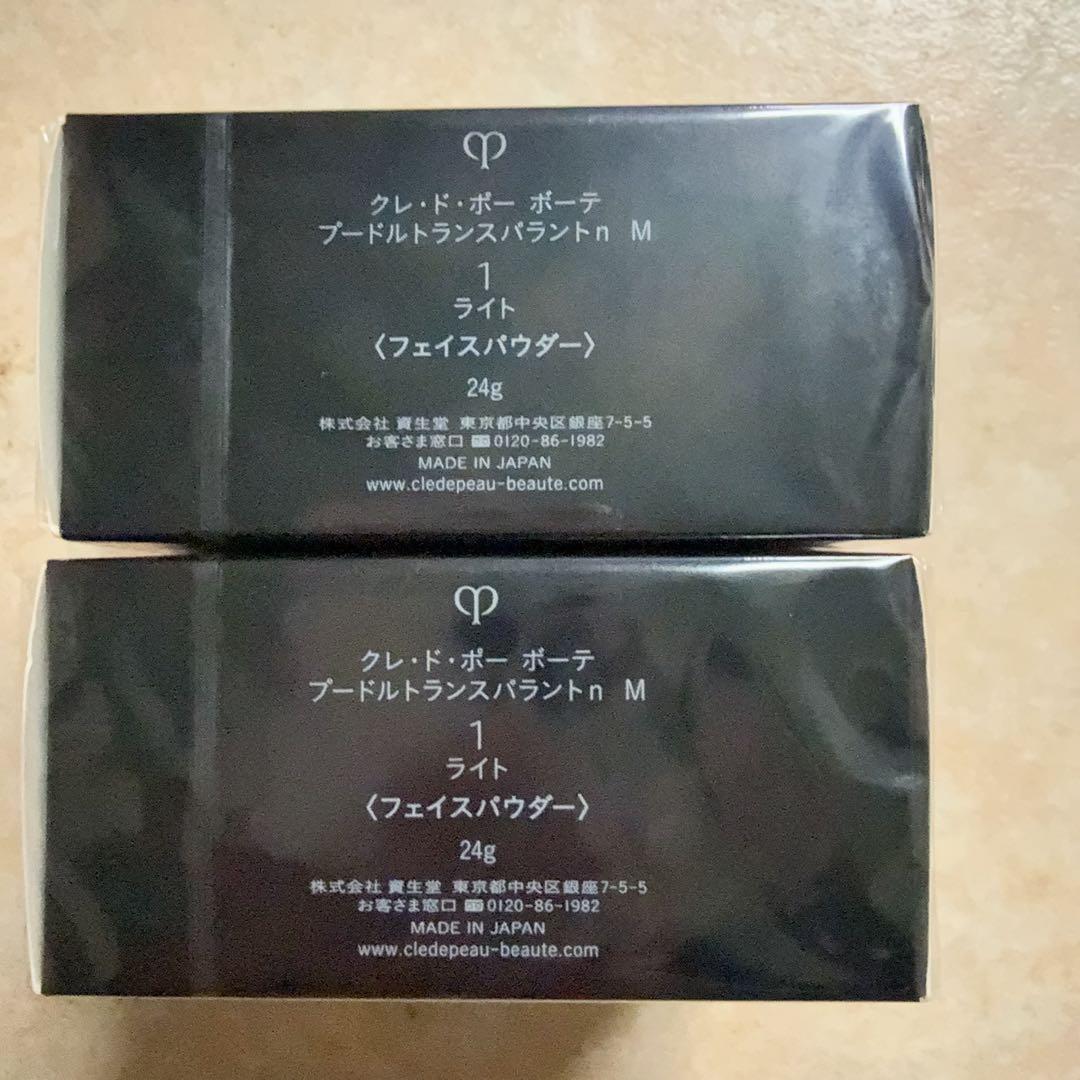 クレ・ド・ポー ボーテ
プードルトランスパラントn M
1
ライト
〈フェイスパウダー〉
24g
株式会社 資生堂 東京都中央区銀座7-5-5
お客さま窓口 0120-86-1982
MADE IN JAPAN
www.cledepeau-beaute.com
クレ・ド・ポー ボーテ
プードルトランスパラントn M
1
ライト
〈フェイスパウダー〉
24g
株式会社 資生堂 東京都中央区銀座7-5-5
お客さま窓口 0120-86-1982
MADE IN JAPAN
www.cledepeau-beaute.com